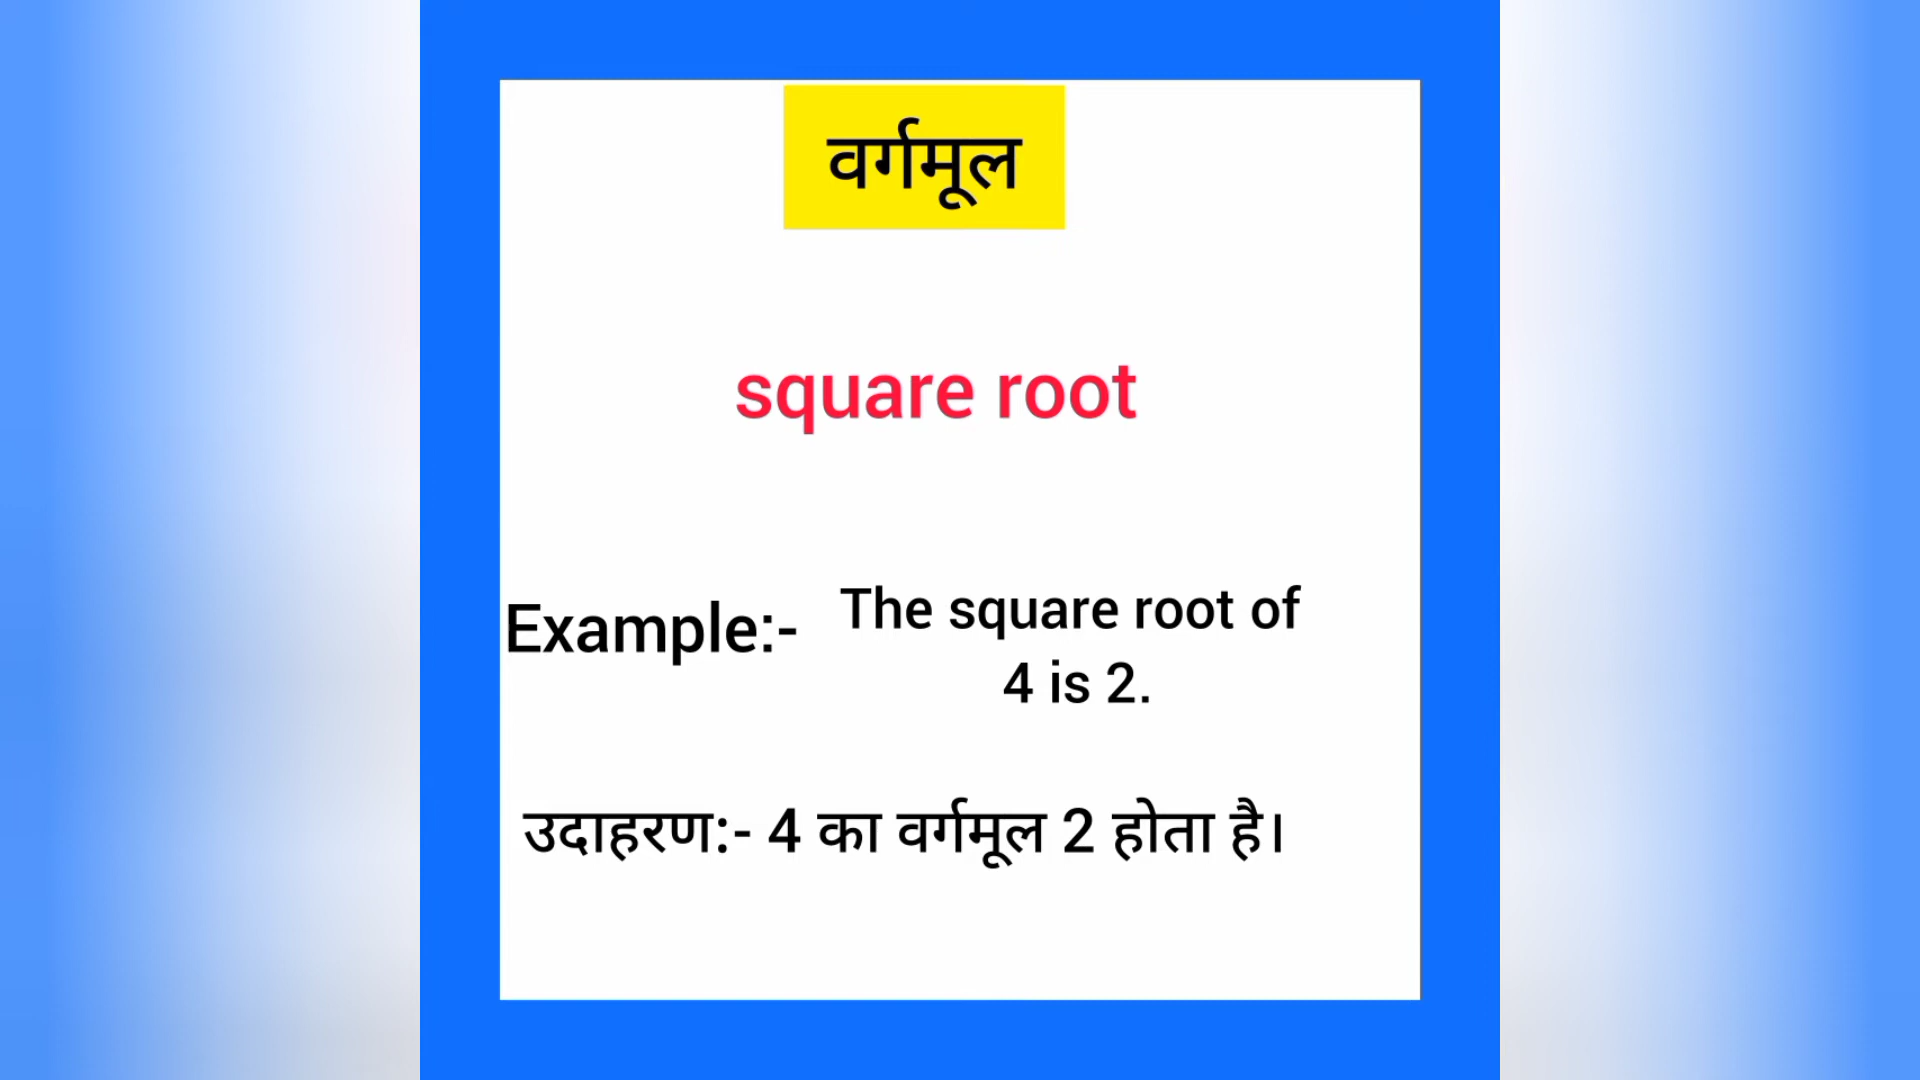 वर्गमूल
square root
Example:- The square root of
4 is 2.
उदाहरण:- 4 का वर्गमूल 2 होता है।